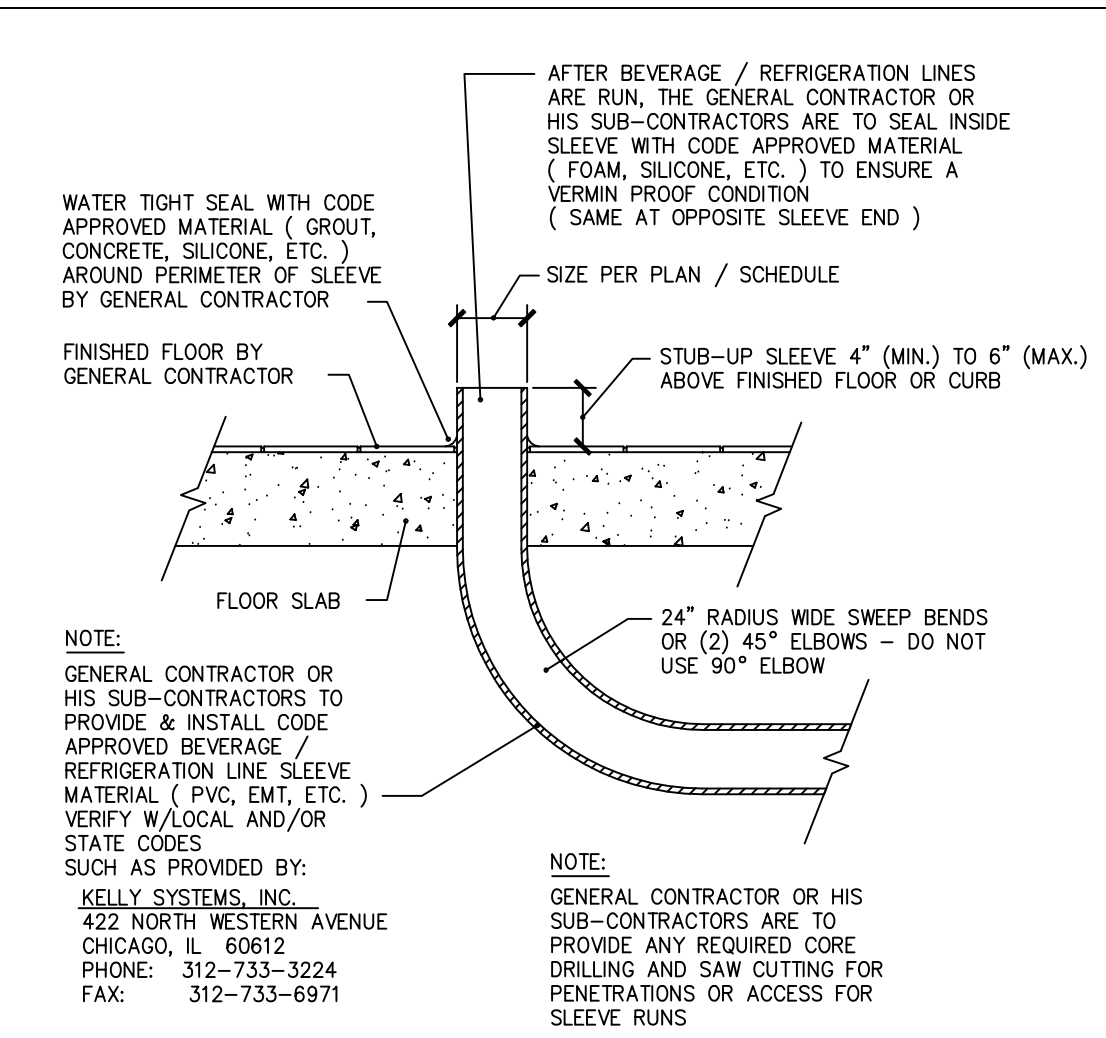 AFTER BEVERAGE / REFRIGERATION LINES
ARE RUN, THE GENERAL CONTRACTOR OR
HIS SUB-CONTRACTORS ARE TO SEAL INSIDE
SLEEVE WITH CODE APPROVED MATERIAL
( FOAM, SILICONE, ETC. ) TO ENSURE A
VERMIN PROOF CONDITION
( SAME AT OPPOSITE SLEEVE END )
WATER TIGHT SEAL WITH CODE
APPROVED MATERIAL ( GROUT,
CONCRETE, SILICONE, ETC. )
AROUND PERIMETER OF SLEEVE
BY GENERAL CONTRACTOR
SIZE PER PLAN / SCHEDULE
FINISHED FLOOR BY
GENERAL CONTRACTOR
STUB-UP SLEEVE 4" (MIN.) TO 6" (MAX.)
ABOVE FINISHED FLOOR OR CURB
FLOOR SLAB
24" RADIUS WIDE SWEEP BENDS
OR (2) 45° ELBOWS - DO NOT
USE 90° ELBOW
NOTE:
GENERAL CONTRACTOR OR
HIS SUB-CONTRACTORS TO
PROVIDE & INSTALL CODE
APPROVED BEVERAGE /
REFRIGERATION LINE SLEEVE
MATERIAL ( PVC, EMT, ETC. )
VERIFY W/LOCAL AND/OR
STATE CODES
SUCH AS PROVIDED BY:
KELLY SYSTEMS, INC.
422 NORTH WESTERN AVENUE
CHICAGO, IL 60612
PHONE: 312-733-3224
FAX: 312-733-6971
NOTE:
GENERAL CONTRACTOR OR HIS
SUB-CONTRACTORS ARE TO
PROVIDE ANY REQUIRED CORE
DRILLING AND SAW CUTTING FOR
PENETRATIONS OR ACCESS FOR
SLEEVE RUNS